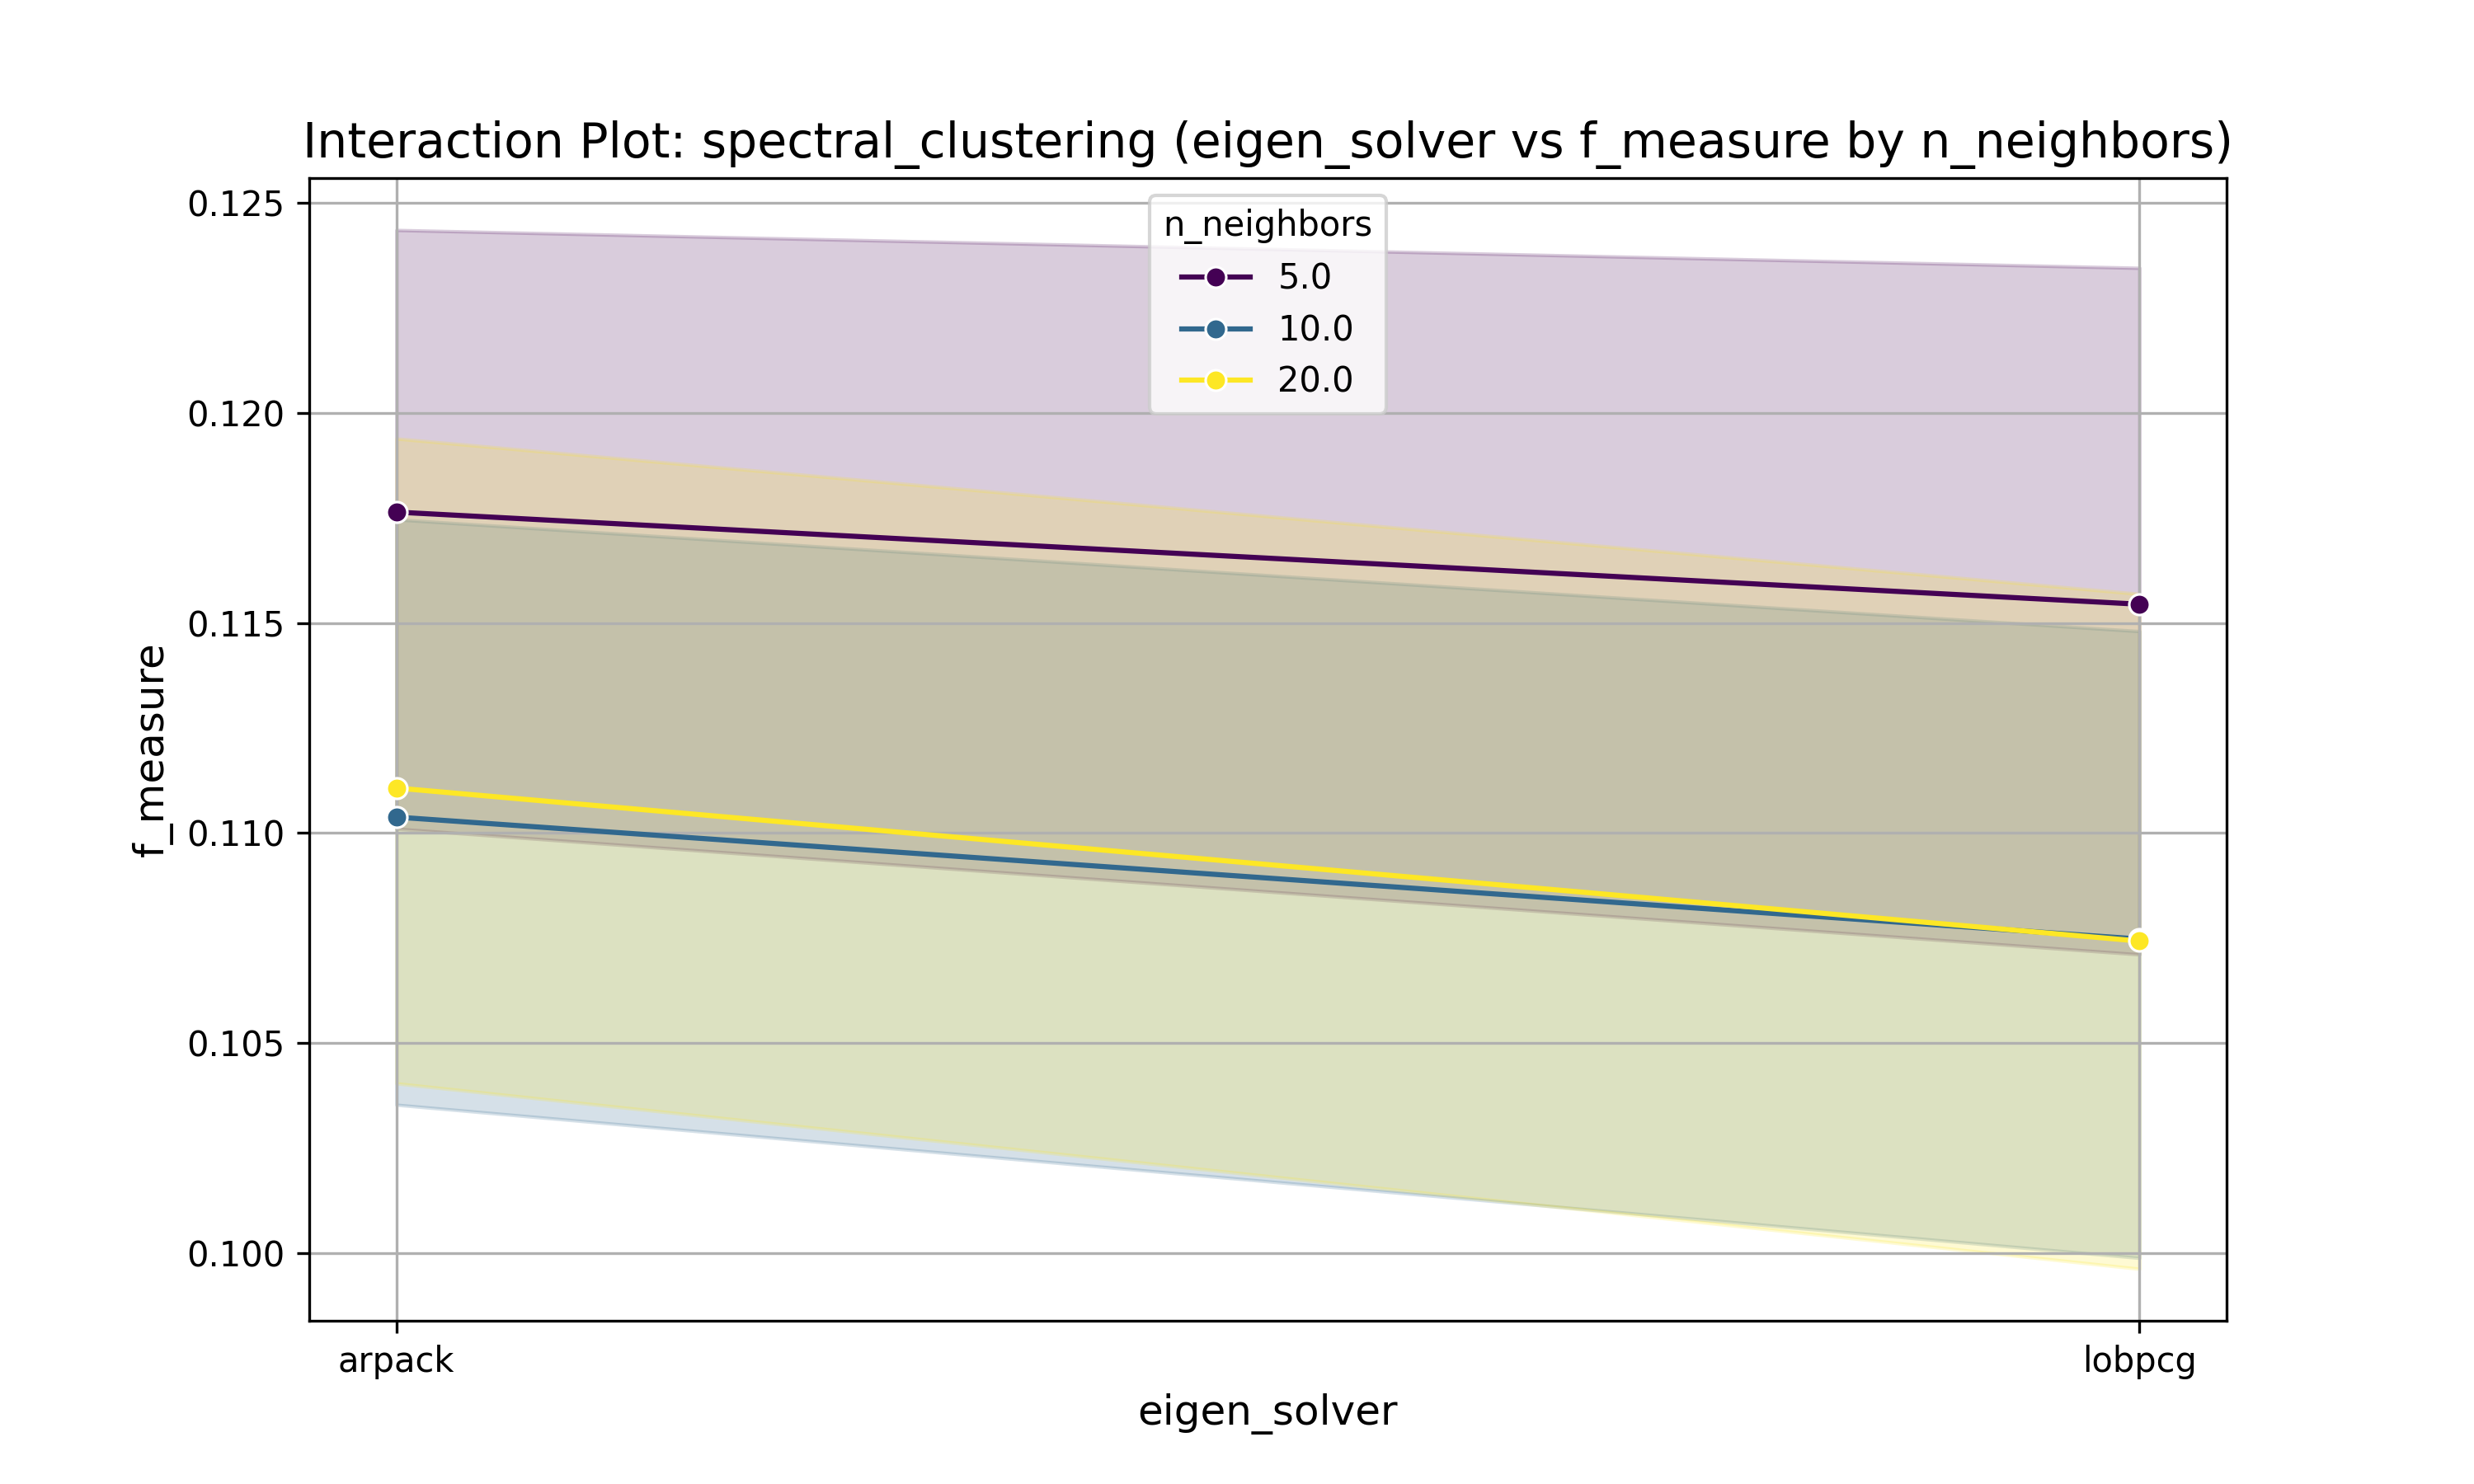 Interaction Plot: spectral_clustering (eigen_solver vs f_measure by n_neighbors)
n_neighbors
5.0
10.0
20.0
0.125
0.120
0.115
0.110
0.105
0.100
f_measure
arpack
lobpcg
eigen_solver